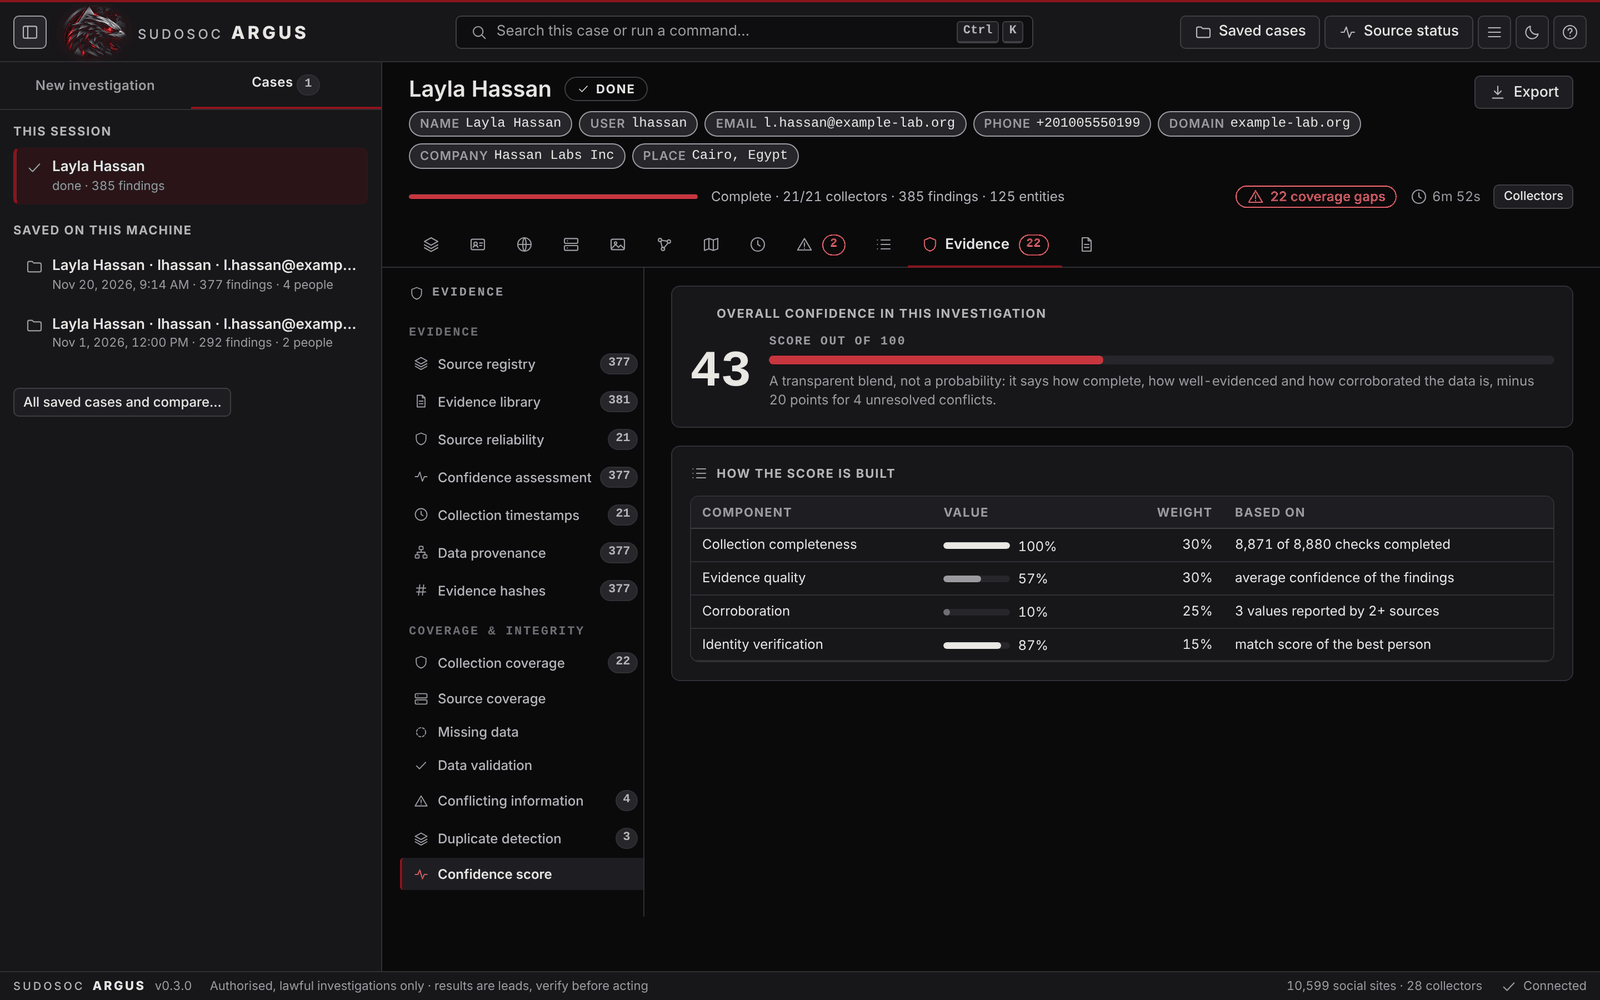 SUDOSOC ARGUS
Search this case or run a command... Ctrl K
Saved cases
Source status
New investigation
Cases 1
THIS SESSION
Layla Hassan
done · 385 findings
SAVED ON THIS MACHINE
Layla Hassan · lhassan · l.hassan@examp...
Nov 20, 2026, 9:14 AM · 377 findings · 4 people
Layla Hassan · lhassan · l.hassan@examp...
Nov 1, 2026, 12:00 PM · 292 findings · 2 people
All saved cases and compare...
Layla Hassan DONE
Export
NAME Layla Hassan USER lhassan EMAIL l.hassan@example-lab.org PHONE +201005550199 DOMAIN example-lab.org
COMPANY Hassan Labs Inc PLACE Cairo, Egypt
Complete · 21/21 collectors · 385 findings · 125 entities
22 coverage gaps 6m 52s Collectors
2 Evidence 22
EVIDENCE
EVIDENCE
Source registry 377
Evidence library 381
Source reliability 21
Confidence assessment 377
Collection timestamps 21
Data provenance 377
Evidence hashes 377
COVERAGE & INTEGRITY
Collection coverage 22
Source coverage
Missing data
Data validation
Conflicting information 4
Duplicate detection 3
Confidence score
OVERALL CONFIDENCE IN THIS INVESTIGATION
43
SCORE OUT OF 100
A transparent blend, not a probability: it says how complete, how well-evidenced and how corroborated the data is, minus
20 points for 4 unresolved conflicts.
HOW THE SCORE IS BUILT
COMPONENT VALUE WEIGHT BASED ON
Collection completeness 100% 30% 8,871 of 8,880 checks completed
Evidence quality 57% 30% average confidence of the findings
Corroboration 10% 25% 3 values reported by 2+ sources
Identity verification 87% 15% match score of the best person
SUDOSOC ARGUS v0.3.0 Authorised, lawful investigations only · results are leads, verify before acting
10,599 social sites · 28 collectors Connected